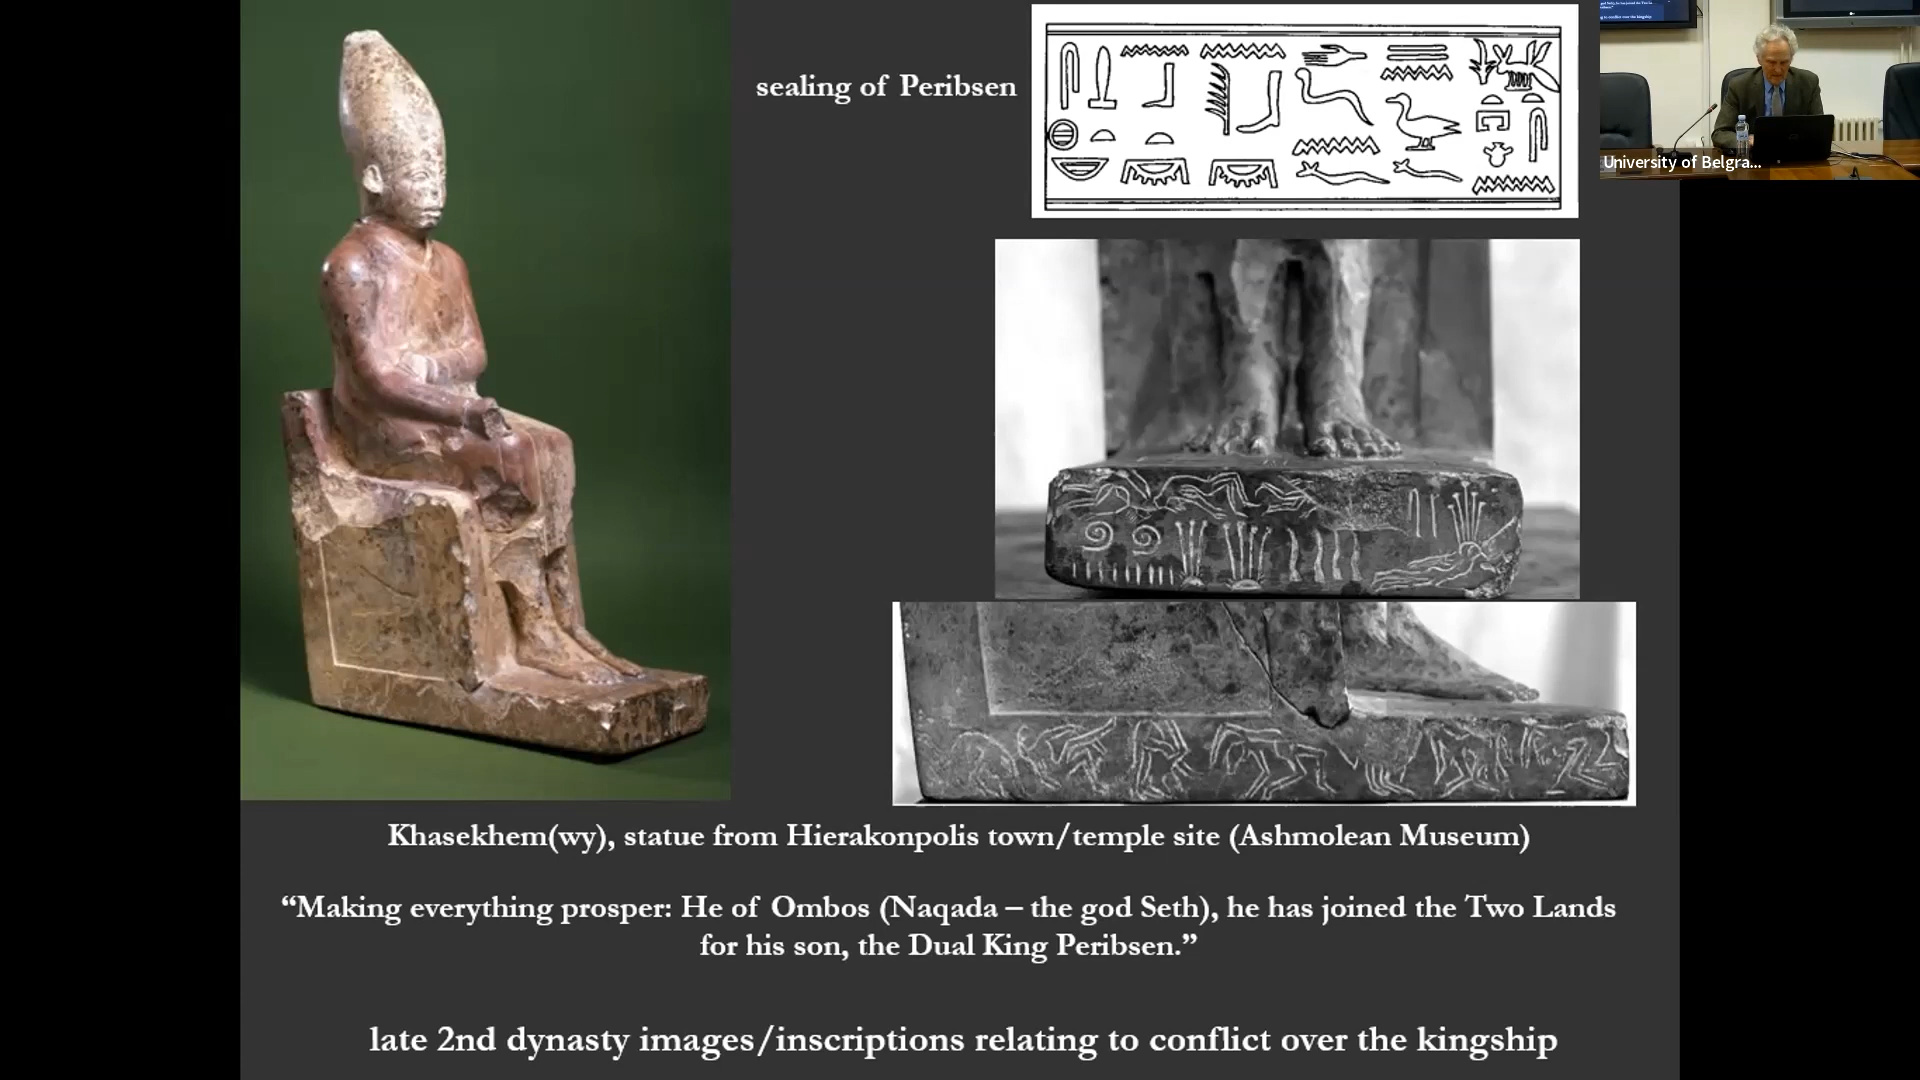 sealing of Peribsen
University of Belgra...
Khasekhem(wy), statue from Hierakonpolis town/temple site (Ashmolean Museum)
“Making everything prosper: He of Ombos (Naqada – the god Seth), he has joined the Two Lands
for his son, the Dual King Peribsen.”
late 2nd dynasty images/inscriptions relating to conflict over the kingship